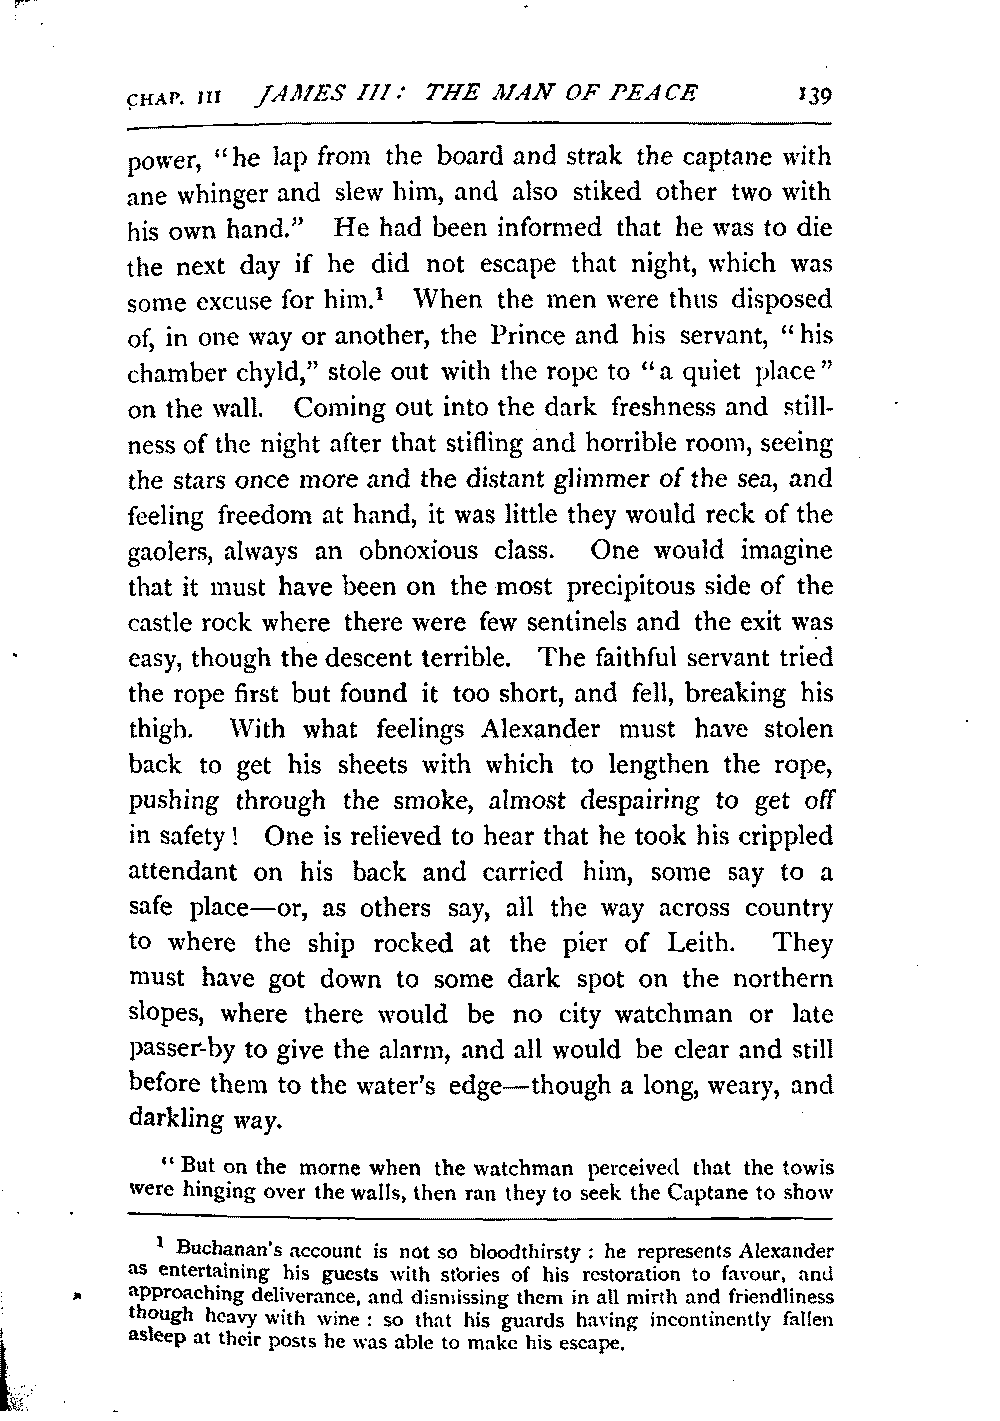 CHAP. III JAMES III: THE MAN OF PEACE 139
power, "he lap from the board and strak the captane with
ane whinger and slew him, and also stiked other two with
his own hand." He had been informed that he was to die
the next day if he did not escape that night, which was
some excuse for him.¹ When the men were thus disposed
of, in one way or another, the Prince and his servant, "his
chamber chyld," stole out with the rope to "a quiet place"
on the wall. Coming out into the dark freshness and still-
ness of the night after that stifling and horrible room, seeing
the stars once more and the distant glimmer of the sea, and
feeling freedom at hand, it was little they would reck of the
gaolers, always an obnoxious class. One would imagine
that it must have been on the most precipitous side of the
castle rock where there were few sentinels and the exit was
easy, though the descent terrible. The faithful servant tried
the rope first but found it too short, and fell, breaking his
thigh. With what feelings Alexander must have stolen
back to get his sheets with which to lengthen the rope,
pushing through the smoke, almost despairing to get off
in safety! One is relieved to hear that he took his crippled
attendant on his back and carried him, some say to a
safe place—or, as others say, all the way across country
to where the ship rocked at the pier of Leith. They
must have got down to some dark spot on the northern
slopes, where there would be no city watchman or late
passer-by to give the alarm, and all would be clear and still
before them to the water's edge—though a long, weary, and
darkling way.
"But on the morne when the watchman perceived that the towis
were hinging over the walls, then ran they to seek the Captane to show
¹ Buchanan's account is not so bloodthirsty: he represents Alexander
as entertaining his guests with stories of his restoration to favour, and
approaching deliverance, and dismissing them in all mirth and friendliness
though heavy with wine: so that his guards having incontinently fallen
asleep at their posts he was able to make his escape.